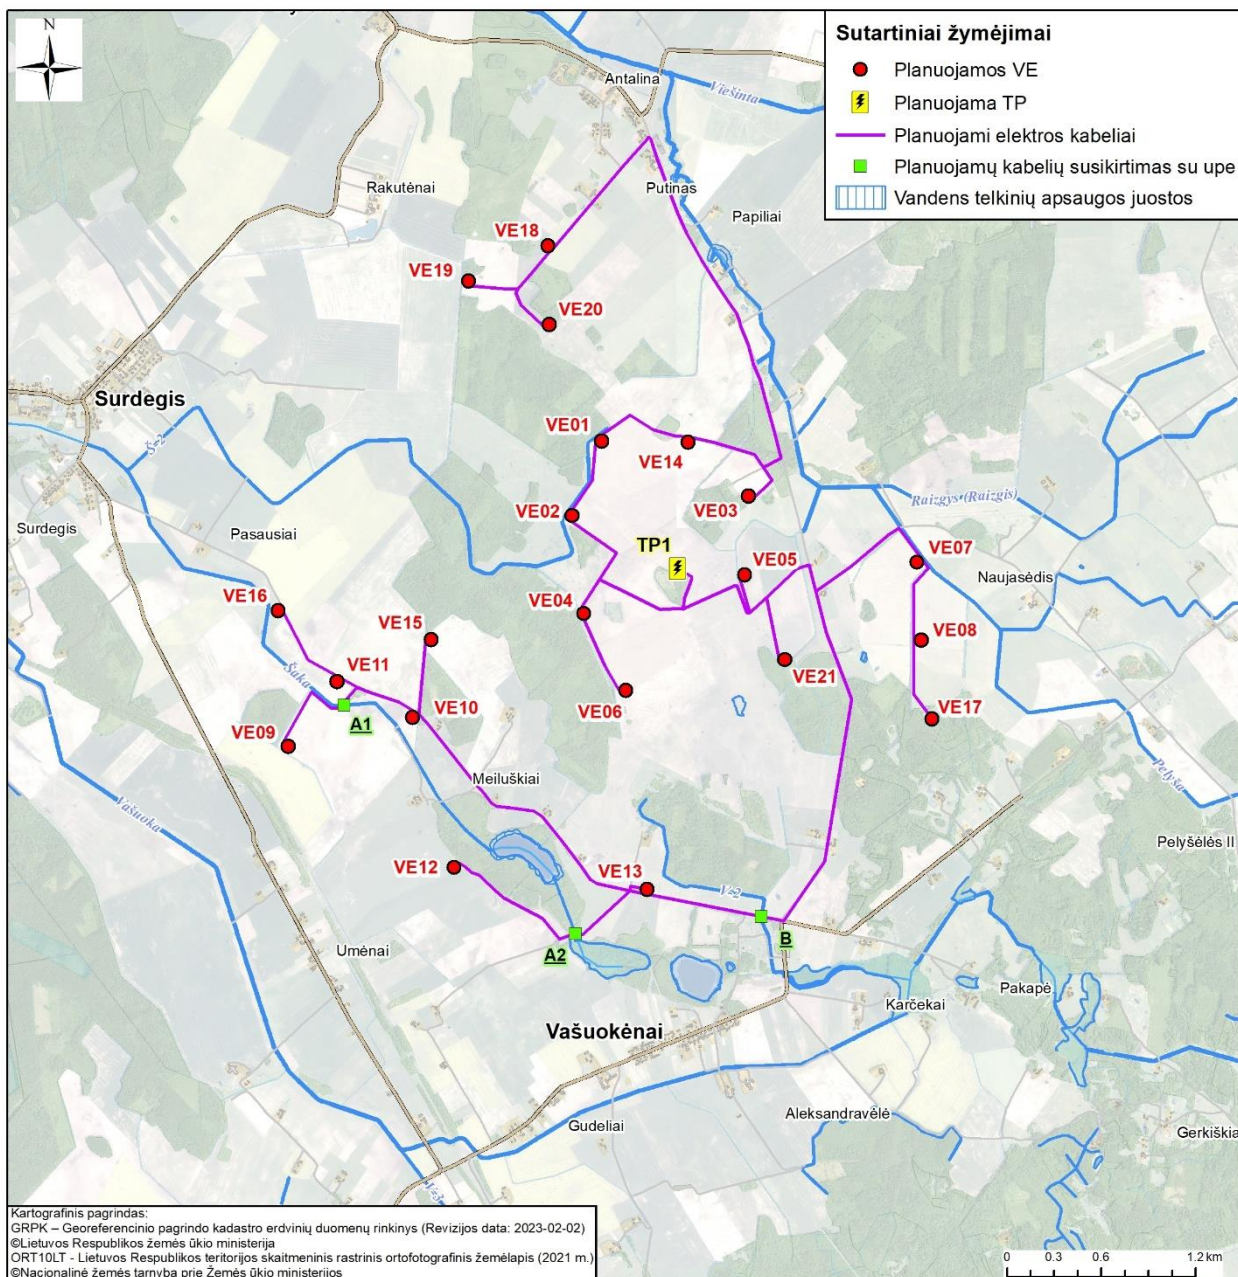 N
Sutartiniai žymėjimai
Planuojamos VE
Planuojama TP
Planuojami elektros kabeliai
Planuojamų kabelių susikirtimas su upe
Vandens telkinių apsaugos juostos
Antalina
Viešinta
Rakutėnai
Putinas
Papiliai
VE18
VE19
VE20
Surdegis
VE01
VE14
Š-2
VE03
Raizgys (Raizgis)
VE02
Surdegis
Pasausiai
TP1
VE05
VE07
Naujasėdis
VE16
VE04
VE15
VE08
Šaka
VE11
VE21
VE06
VE10
A1
VE17
VE09
Meiluškiai
Pelyša
Vašuoka
Pelyšėlės II
VE12
VE13
V-2
A2
B
Umėnai
Pakapė
Karčekai
Vašuokėnai
Gudeliai
Aleksandravėlė
Gerkiškia
V-3
Kartografinis pagrindas:
GRPK – Georeferencinio pagrindo kadastro erdvinių duomenų rinkinys (Revizijos data: 2023-02-02)
©Lietuvos Respublikos žemės ūkio ministerija
ORT10LT - Lietuvos Respublikos teritorijos skaitmeninis rastrinis ortofotografinis žemėlapis (2021 m.)
©Nacionalinė žemės tarnyba prie Žemės ūkio ministerijos
0 0.3 0.6 1.2 km